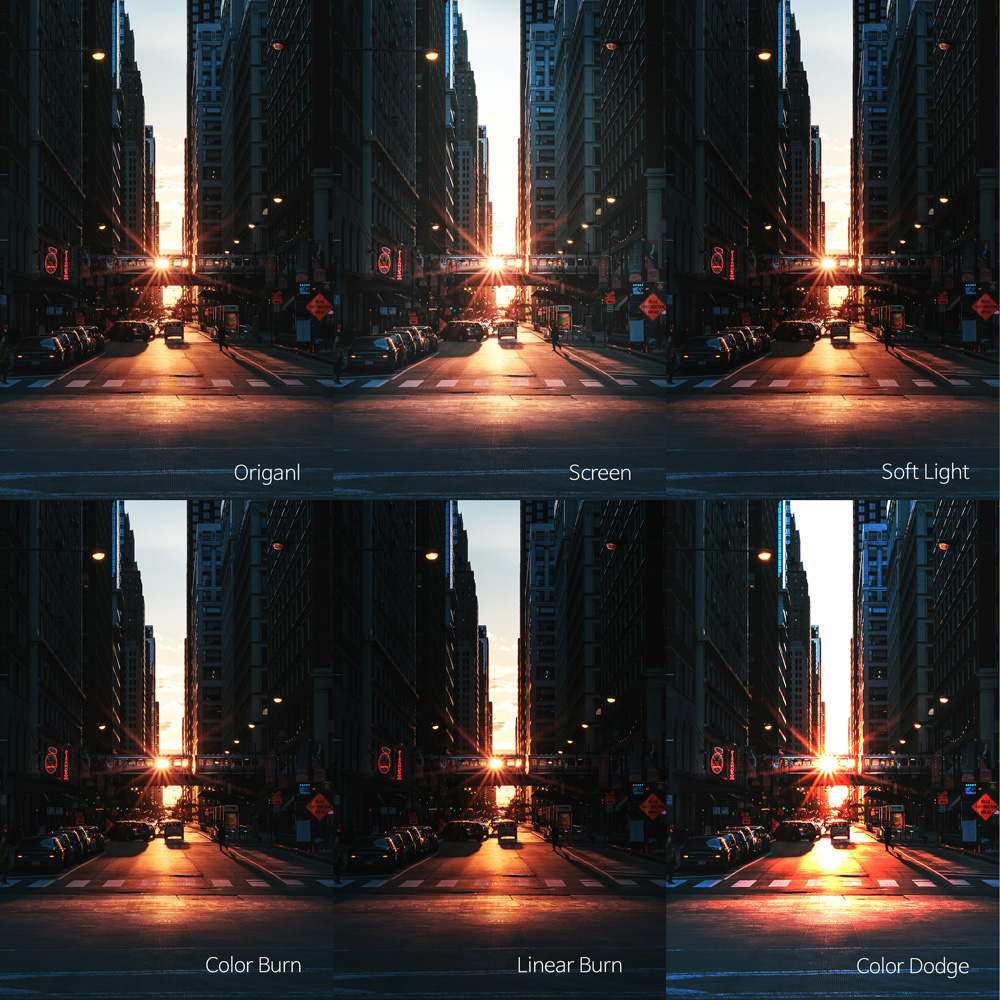 Origanl
Screen
Soft Light
Color Burn
Linear Burn
Color Dodge